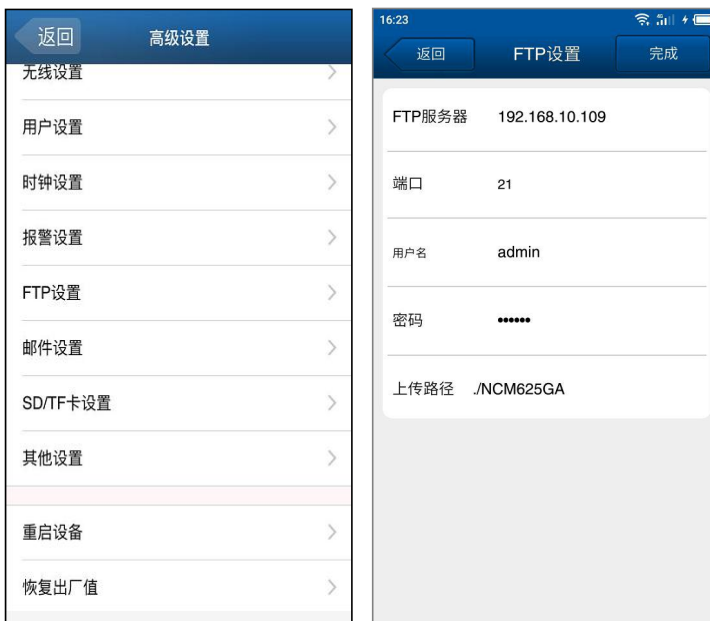 返回
高级设置
无线设置
用户设置
时钟设置
报警设置
FTP设置
邮件设置
SD/TF卡设置
其他设置
重启设备
恢复出厂值
16:23
返回
FTP设置
完成
FTP服务器 192.168.10.109
端口 21
用户名 admin
密码 ••••••
上传路径 ./NCM625GA